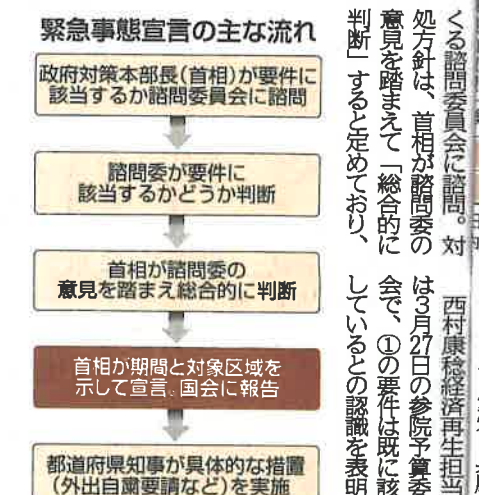 緊急事態宣言の主な流れ
政府対策本部長(首相)が要件に
該当するか諮問委員会に諮問
諮問委が要件に
該当するかどうか判断
首相が諮問委の
意見を踏まえ総合的に判断
首相が期間と対象区域を
示して宣言、国会に報告
都道府県知事が具体的な措置
(外出自粛要請など)を実施
くる諮問委員会に諮問。対
処方針は、首相が諮問委の
意見を踏まえて「総合的に
判断」すると定めており、
西村康稔経済再生担当
は3月27日の参院予算委
会で、①の要件は既に該
しているとの認識を表明